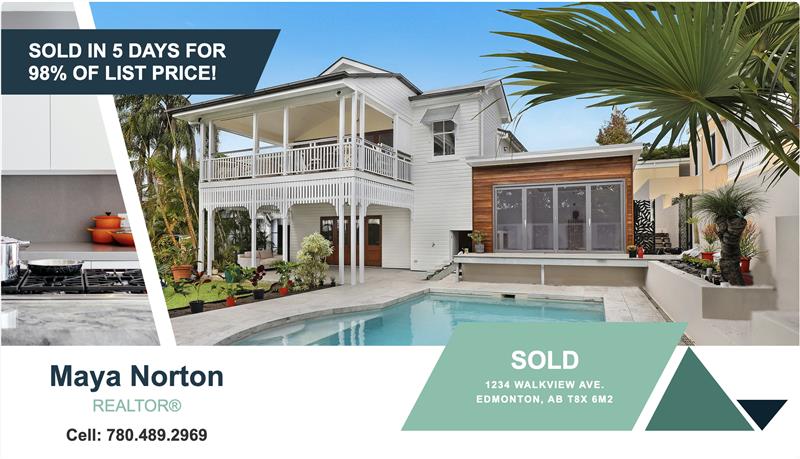 SOLD IN 5 DAYS FOR
98% OF LIST PRICE!
Maya Norton
REALTOR®
Cell: 780.489.2969
SOLD
1234 WALKVIEW AVE.
EDMONTON, AB T8X 6M2